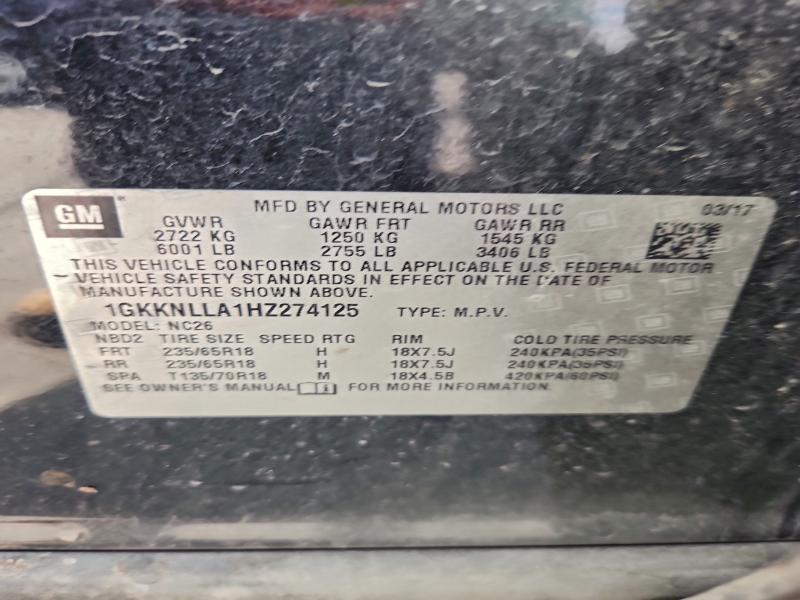 GM MFD BY GENERAL MOTORS LLC 03/17
GVWR GAWR FRT GAWR RR
2722 KG 1250 KG 1545 KG
6001 LB 2755 LB 3406 LB
THIS VEHICLE CONFORMS TO ALL APPLICABLE U.S. FEDERAL MOTOR
VEHICLE SAFETY STANDARDS IN EFFECT ON THE DATE OF
MANUFACTURE SHOWN ABOVE.
1GKKNLLA1HZ274125 TYPE: M.P.V.
MODEL: NC26
NBD2 TIRE SIZE SPEED RTG RIM COLD TIRE PRESSURE
FRT 235/65R18 H 18X7.5J 240KPA(35PSI)
RR 235/65R18 H 18X7.5J 240KPA(35PSI)
SPA T135/70R18 M 18X4.5B 420KPA(60PSI)
SEE OWNER'S MANUAL FOR MORE INFORMATION.